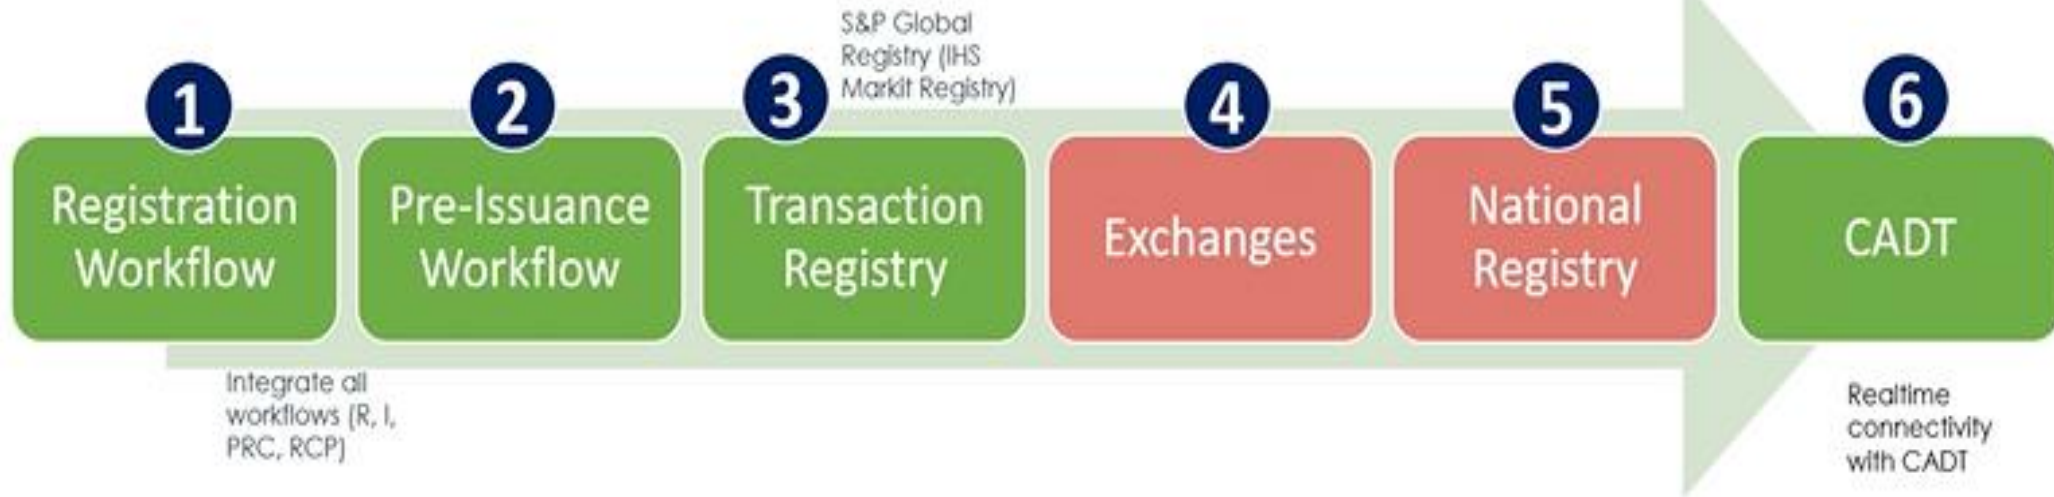 S&P Global
Registry (IHS
Markit Registry)
1
2
3
4
5
6
Registration
Workflow
Pre-Issuance
Workflow
Transaction
Registry
Exchanges
National
Registry
CADT
Integrate all
workflows (R, I,
PRC, RCP)
Realtime
connectivity
with CADT